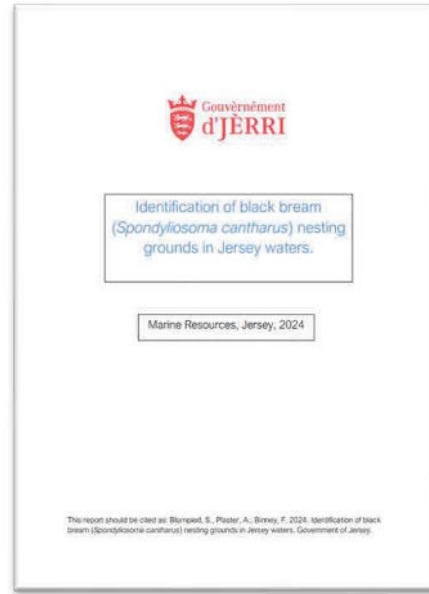 Gouvèrnément
d'JÈRRI
Identification of black bream
(Spondyliosoma cantharus) nesting
grounds in Jersey waters.
Marine Resources, Jersey, 2024
This report should be cited as: Blampied, S., Plaster, A., Binney, F. 2024. Identification of black
bream (Spondyliosoma cantharus) nesting grounds in Jersey waters. Government of Jersey.